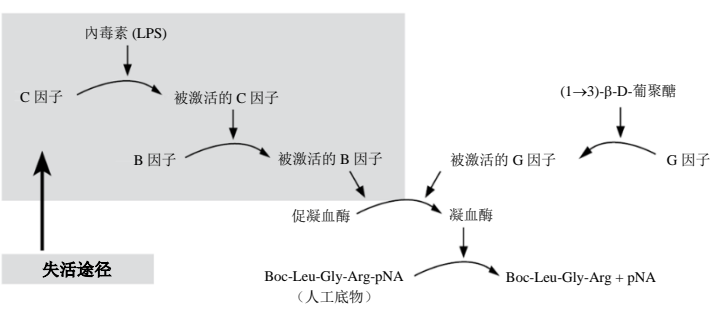 內毒素 (LPS)
C 因子
被激活的 C 因子
(1→3)-β-D-葡聚醣
B 因子
被激活的 B 因子
被激活的 G 因子
G 因子
促凝血酶
凝血酶
失活途径
Boc-Leu-Gly-Arg-pNA
(人工底物)
Boc-Leu-Gly-Arg + pNA